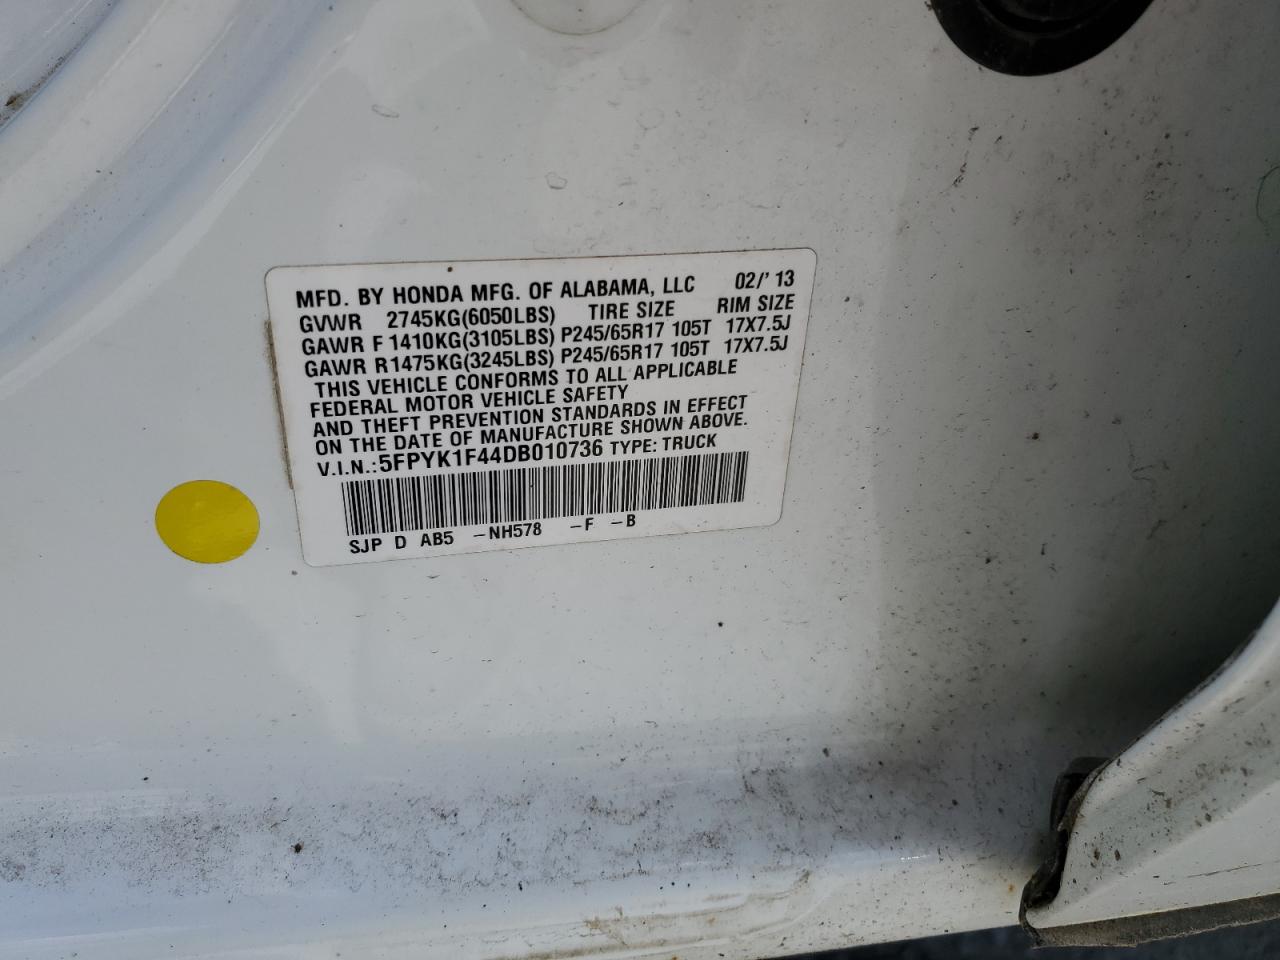 MFD. BY HONDA MFG. OF ALABAMA, LLC 02/'13
GVWR 2745KG(6050LBS) TIRE SIZE RIM SIZE
GAWR F 1410KG(3105LBS) P245/65R17 105T 17X7.5J
GAWR R1475KG(3245LBS) P245/65R17 105T 17X7.5J
THIS VEHICLE CONFORMS TO ALL APPLICABLE
FEDERAL MOTOR VEHICLE SAFETY
AND THEFT PREVENTION STANDARDS IN EFFECT
ON THE DATE OF MANUFACTURE SHOWN ABOVE.
V.I.N.:5FPYK1F44DB010736 TYPE: TRUCK
SJP D AB5 -NH578 -F -B